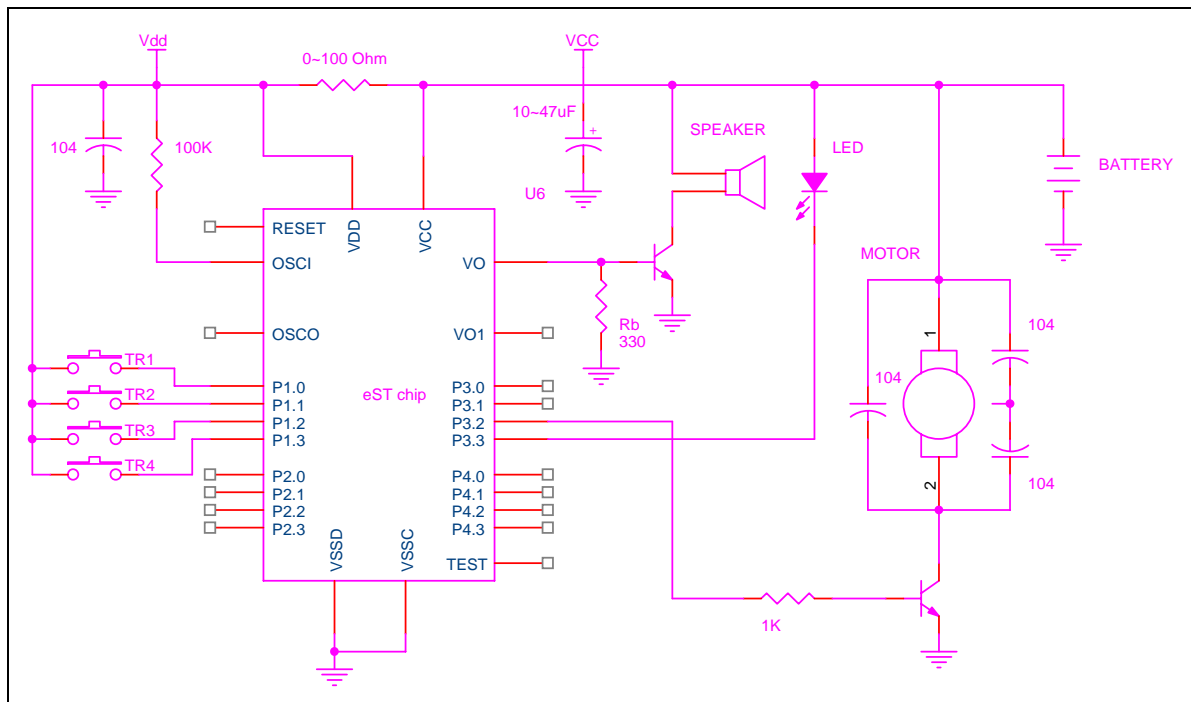 Vdd
VCC
0~100 Ohm
10~47uF
+
SPEAKER
104
100K
LED
BATTERY
U6
RESET
VDD
VCC
OSCI
VO
MOTOR
Rb
330
OSCO
VO1
1
104
TR1
TR2
TR3
TR4
P1.0
P1.1
P1.2
P1.3
eST chip
P3.0
P3.1
P3.2
P3.3
104
P2.0
P2.1
P2.2
P2.3
P4.0
P4.1
P4.2
P4.3
2
104
VSSD
VSSC
TEST
1K